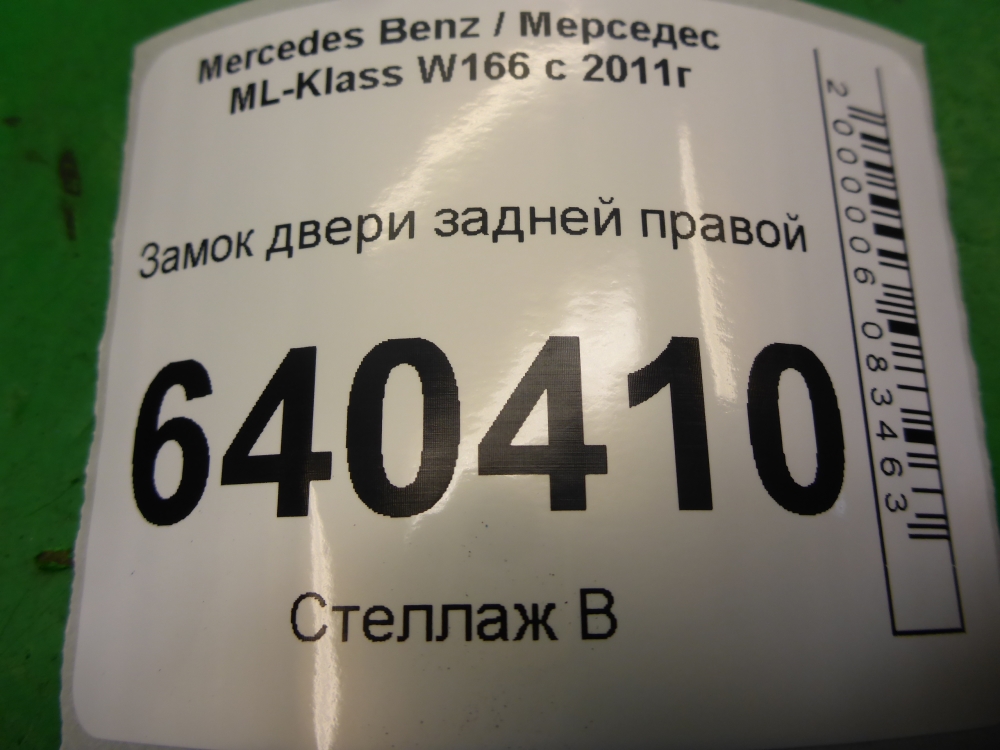 Mercedes Benz / Мерседес
ML-Klass W166 с 2011г
Замок двери задней правой
640410
Стеллаж В
2000006083463